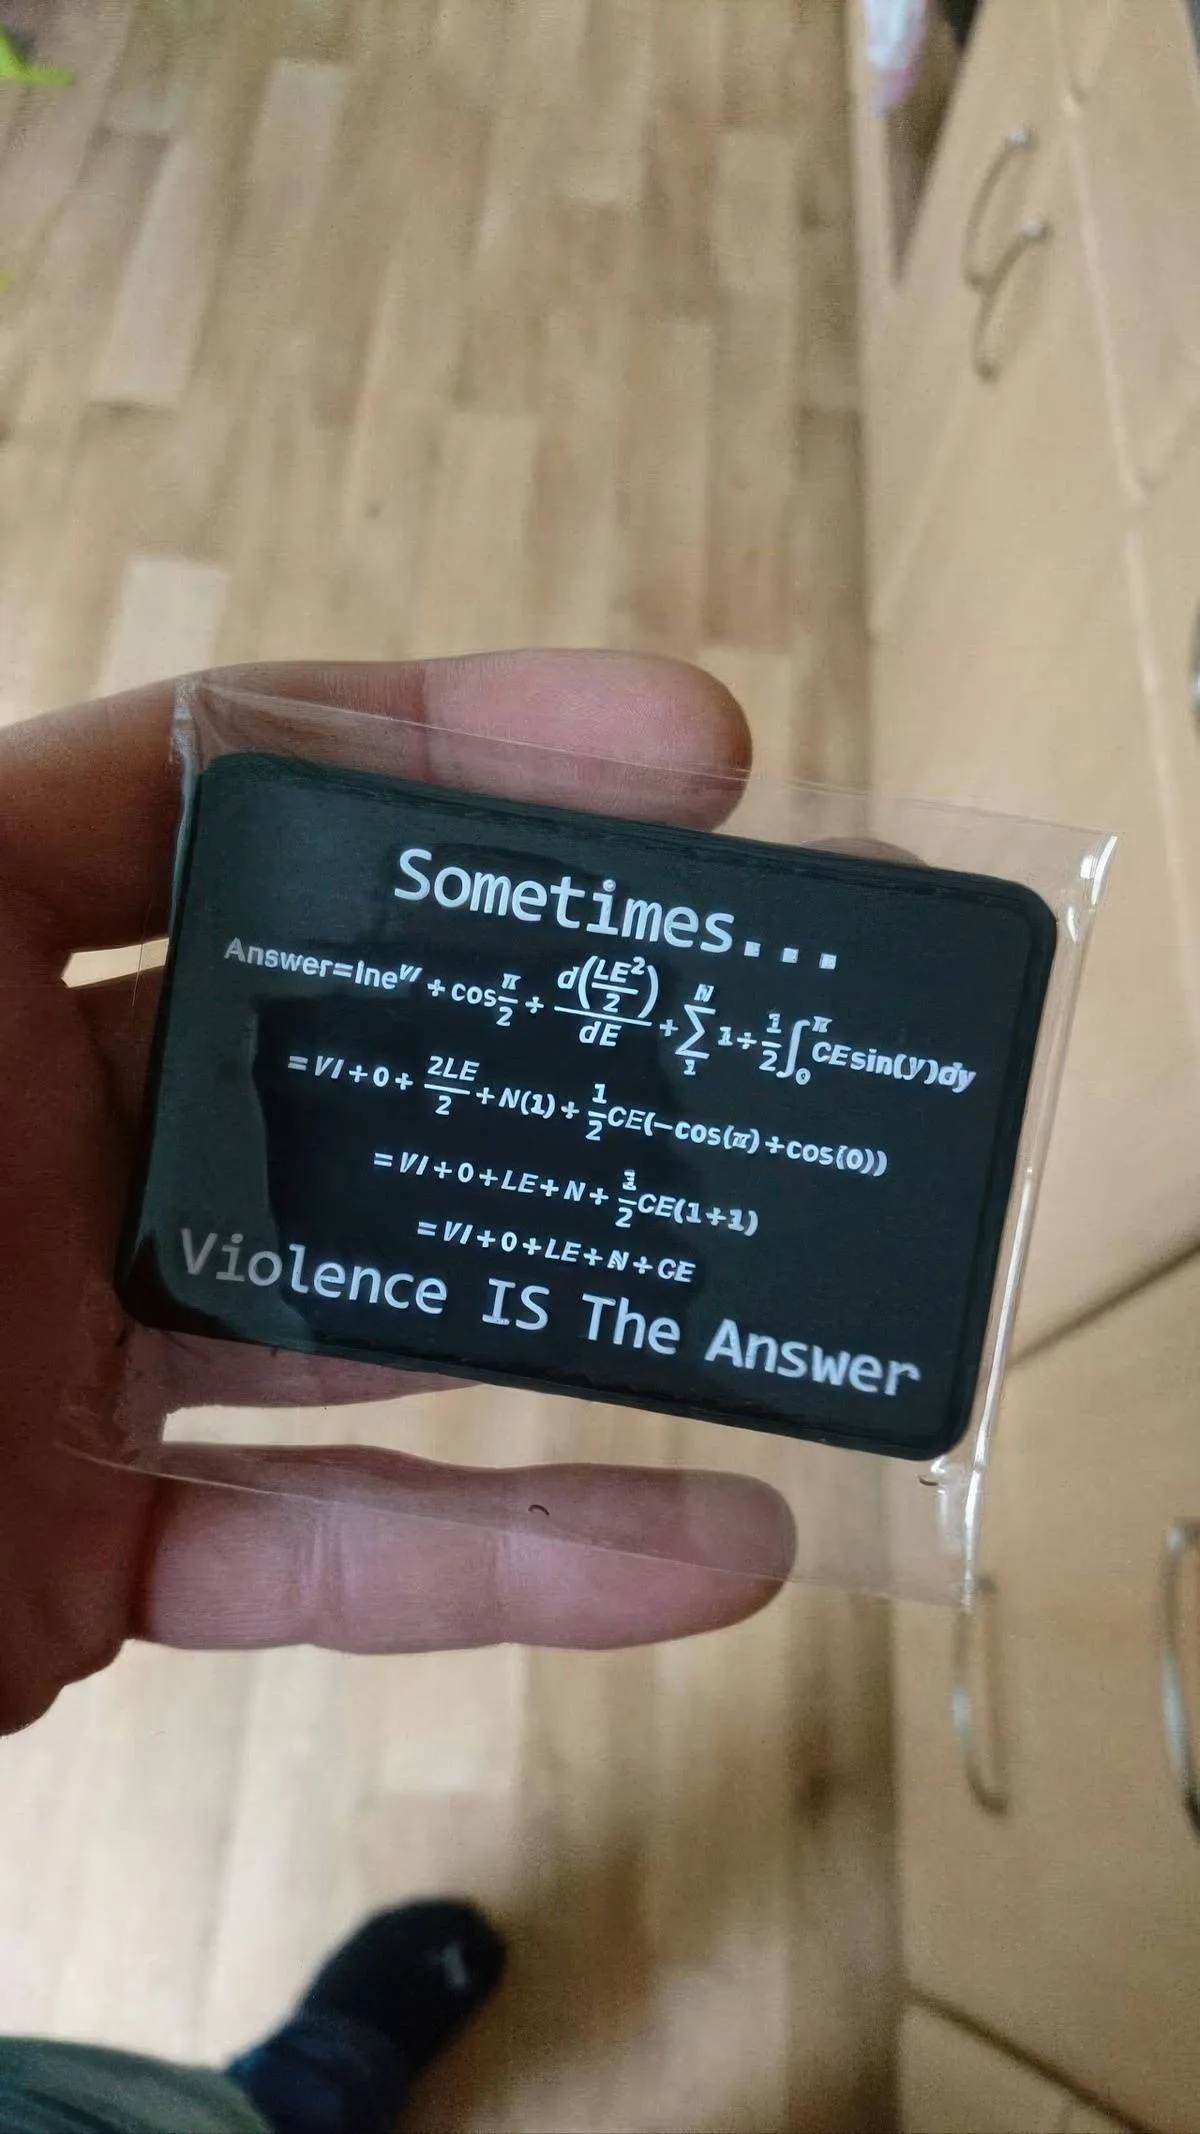 Sometimes...
Answer=lne^VI + cos π/2 + d(LE²/2)/dE + ∑₁ᴺ 1 + 1/2 ∫₀^π CE sin(y)dy
= VI + 0 + 2LE/2 + N(1) + 1/2 CE(-cos(π) + cos(0))
= VI + 0 + LE + N + 1/2 CE(1+1)
= VI + 0 + LE + N + CE
Violence IS The Answer